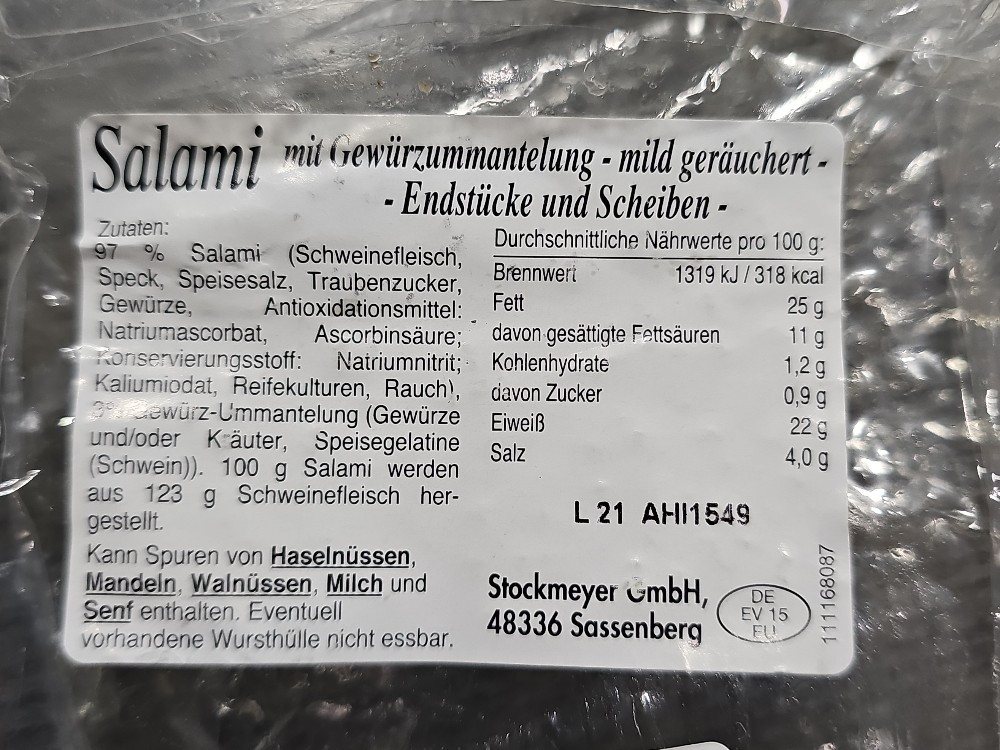 Salami mit Gewürzummantelung - mild geräuchert -
- Endstücke und Scheiben -
Zutaten:
97 % Salami (Schweinefleisch,
Speck, Speisesalz, Traubenzucker,
Gewürze, Antioxidationsmittel:
Natriumascorbat, Ascorbinsäure;
Konservierungsstoff: Natriumnitrit;
Kaliumiodat, Reifekulturen, Rauch),
Gewürz-Ummantelung (Gewürze
und/oder Kräuter, Speisegelatine
(Schwein)). 100 g Salami werden
aus 123 g Schweinefleisch her-
gestellt.
Kann Spuren von Haselnüssen,
Mandeln, Walnüssen, Milch und
Senf enthalten. Eventuell
vorhandene Wursthülle nicht essbar.
Durchschnittliche Nährwerte pro 100 g:
Brennwert 1319 kJ / 318 kcal
Fett 25 g
davon gesättigte Fettsäuren 11 g
Kohlenhydrate 1,2 g
davon Zucker 0,9 g
Eiweiß 22 g
Salz 4,0 g
L 21 AHI1549
Stockmeyer GmbH,
48336 Sassenberg
DE
EV 15
EU
111168087